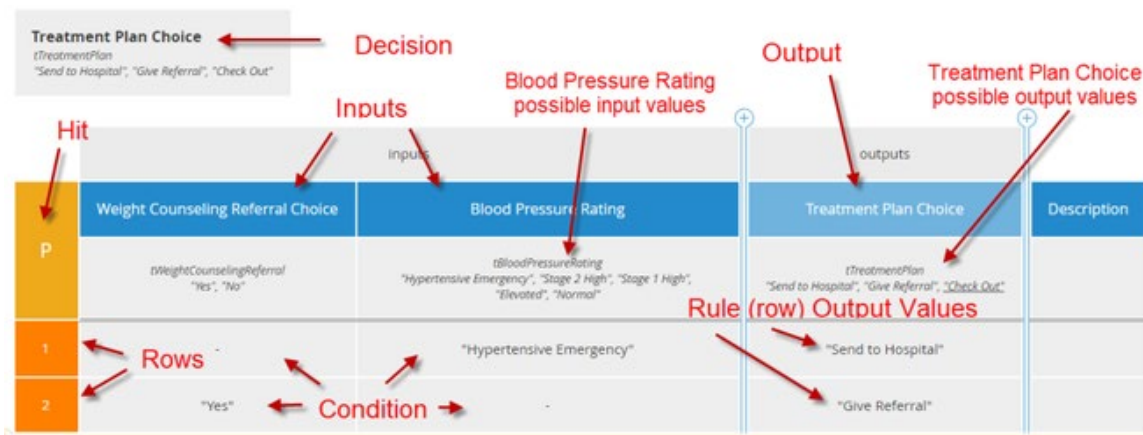 Treatment Plan Choice
tTreatmentPlan
"Send to Hospital", "Give Referral", "Check Out"
Decision
Output
Treatment Plan Choice
possible output values
Blood Pressure Rating
possible input values
Inputs
Hit
inputs
outputs
P
Weight Counseling Referral Choice
Blood Pressure Rating
Treatment Plan Choice
Description
tWeightCounselingReferral
"Yes", "No"
tBloodPressureRating
"Hypertensive Emergency", "Stage 2 High", "Stage 1 High",
"Elevated", "Normal"
tTreatmentPlan
"Send to Hospital", "Give Referral", "Check Out"
Rule (row) Output Values
1
Rows
-
"Hypertensive Emergency"
"Send to Hospital"
2
"Yes"
Condition
-
"Give Referral"